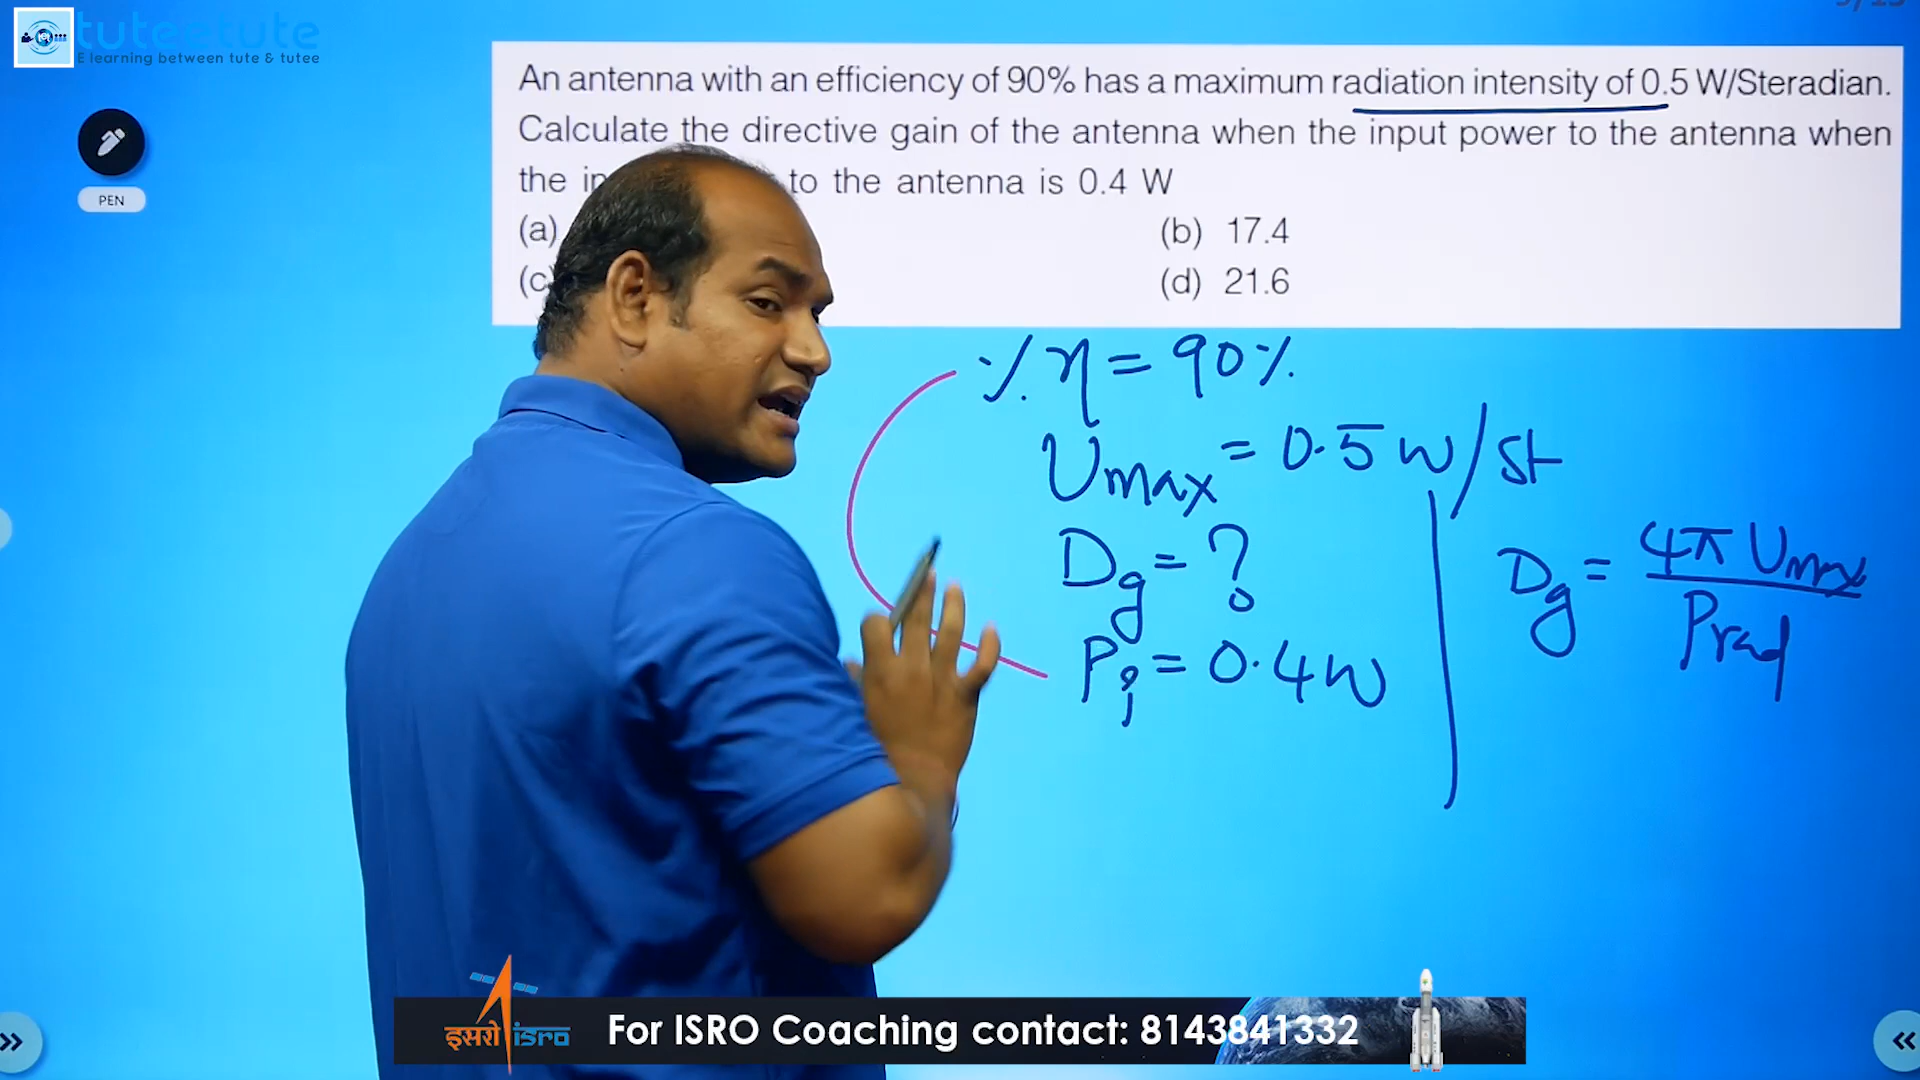 tuteetute
E learning between tute & tutee
PEN
An antenna with an efficiency of 90% has a maximum radiation intensity of 0.5 W/Steradian.
Calculate the directive gain of the antenna when the input power to the antenna when
the to the antenna is 0.4 W
(a)
(b) 17.4
(d) 21.6
% η = 90%
Umax = 0.5 W/St
Dg = ?
Pi = 0.4W
Dg = 4π Umax / Prad
इसरो isro
For ISRO Coaching contact: 8143841332